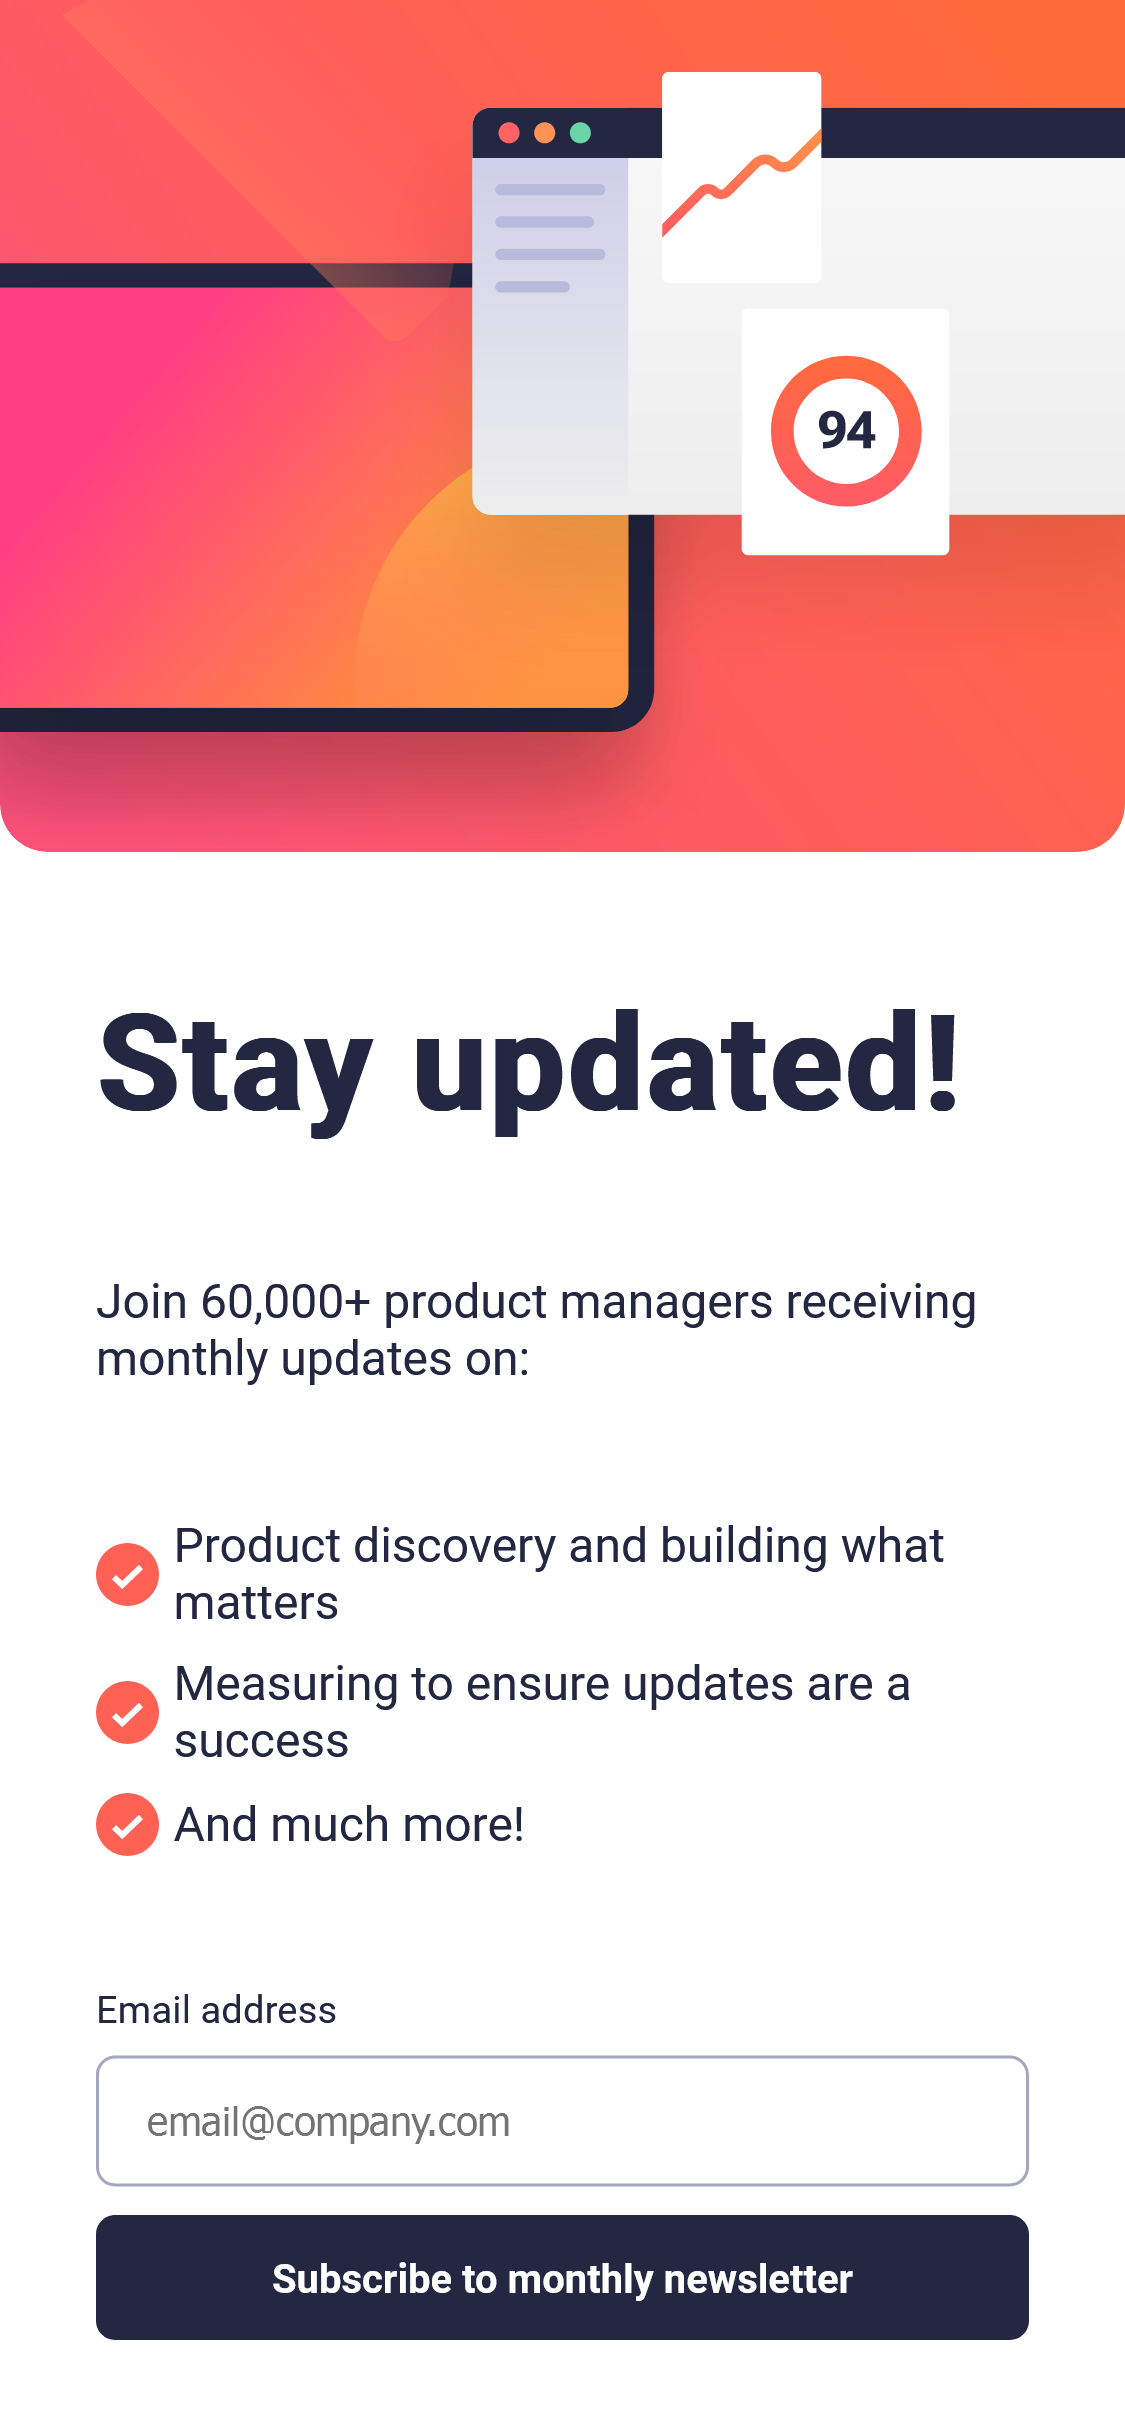 94
Stay updated!
Join 60,000+ product managers receiving
monthly updates on:
Product discovery and building what
matters
Measuring to ensure updates are a
success
And much more!
Email address
email@company.com
Subscribe to monthly newsletter